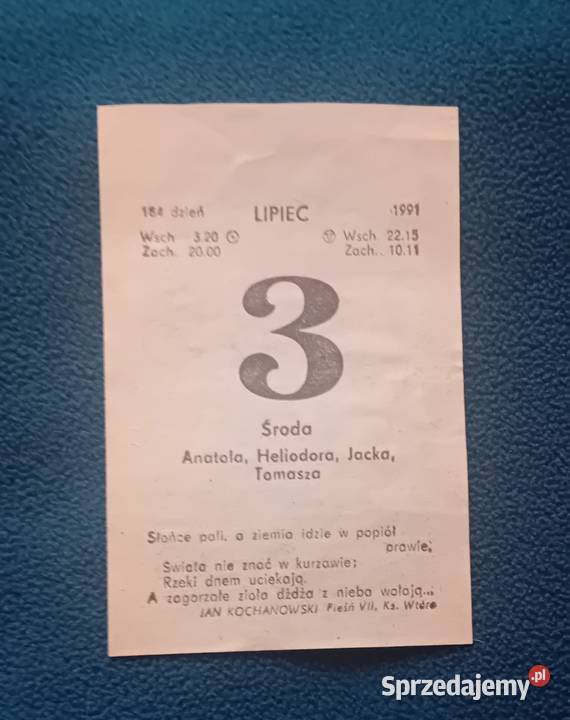 184 dzień LIPIEC 1991
Wsch. 3.20 Wsch. 22.15
Zach. 20.00 Zach.. 10.11
3
Środa
Anatola, Heliodora, Jacka,
Tomasza
Słońce pali, a ziemia idzie w popiół
prawie;
Świata nie znać w kurzawie;
Rzeki dnem uciekają,
A zagorzałe zioła dżdża z nieba wołają...
JAN KOCHANOWSKI Pieśń VII, Ks. Wtóre
Sprzedajemy.pl